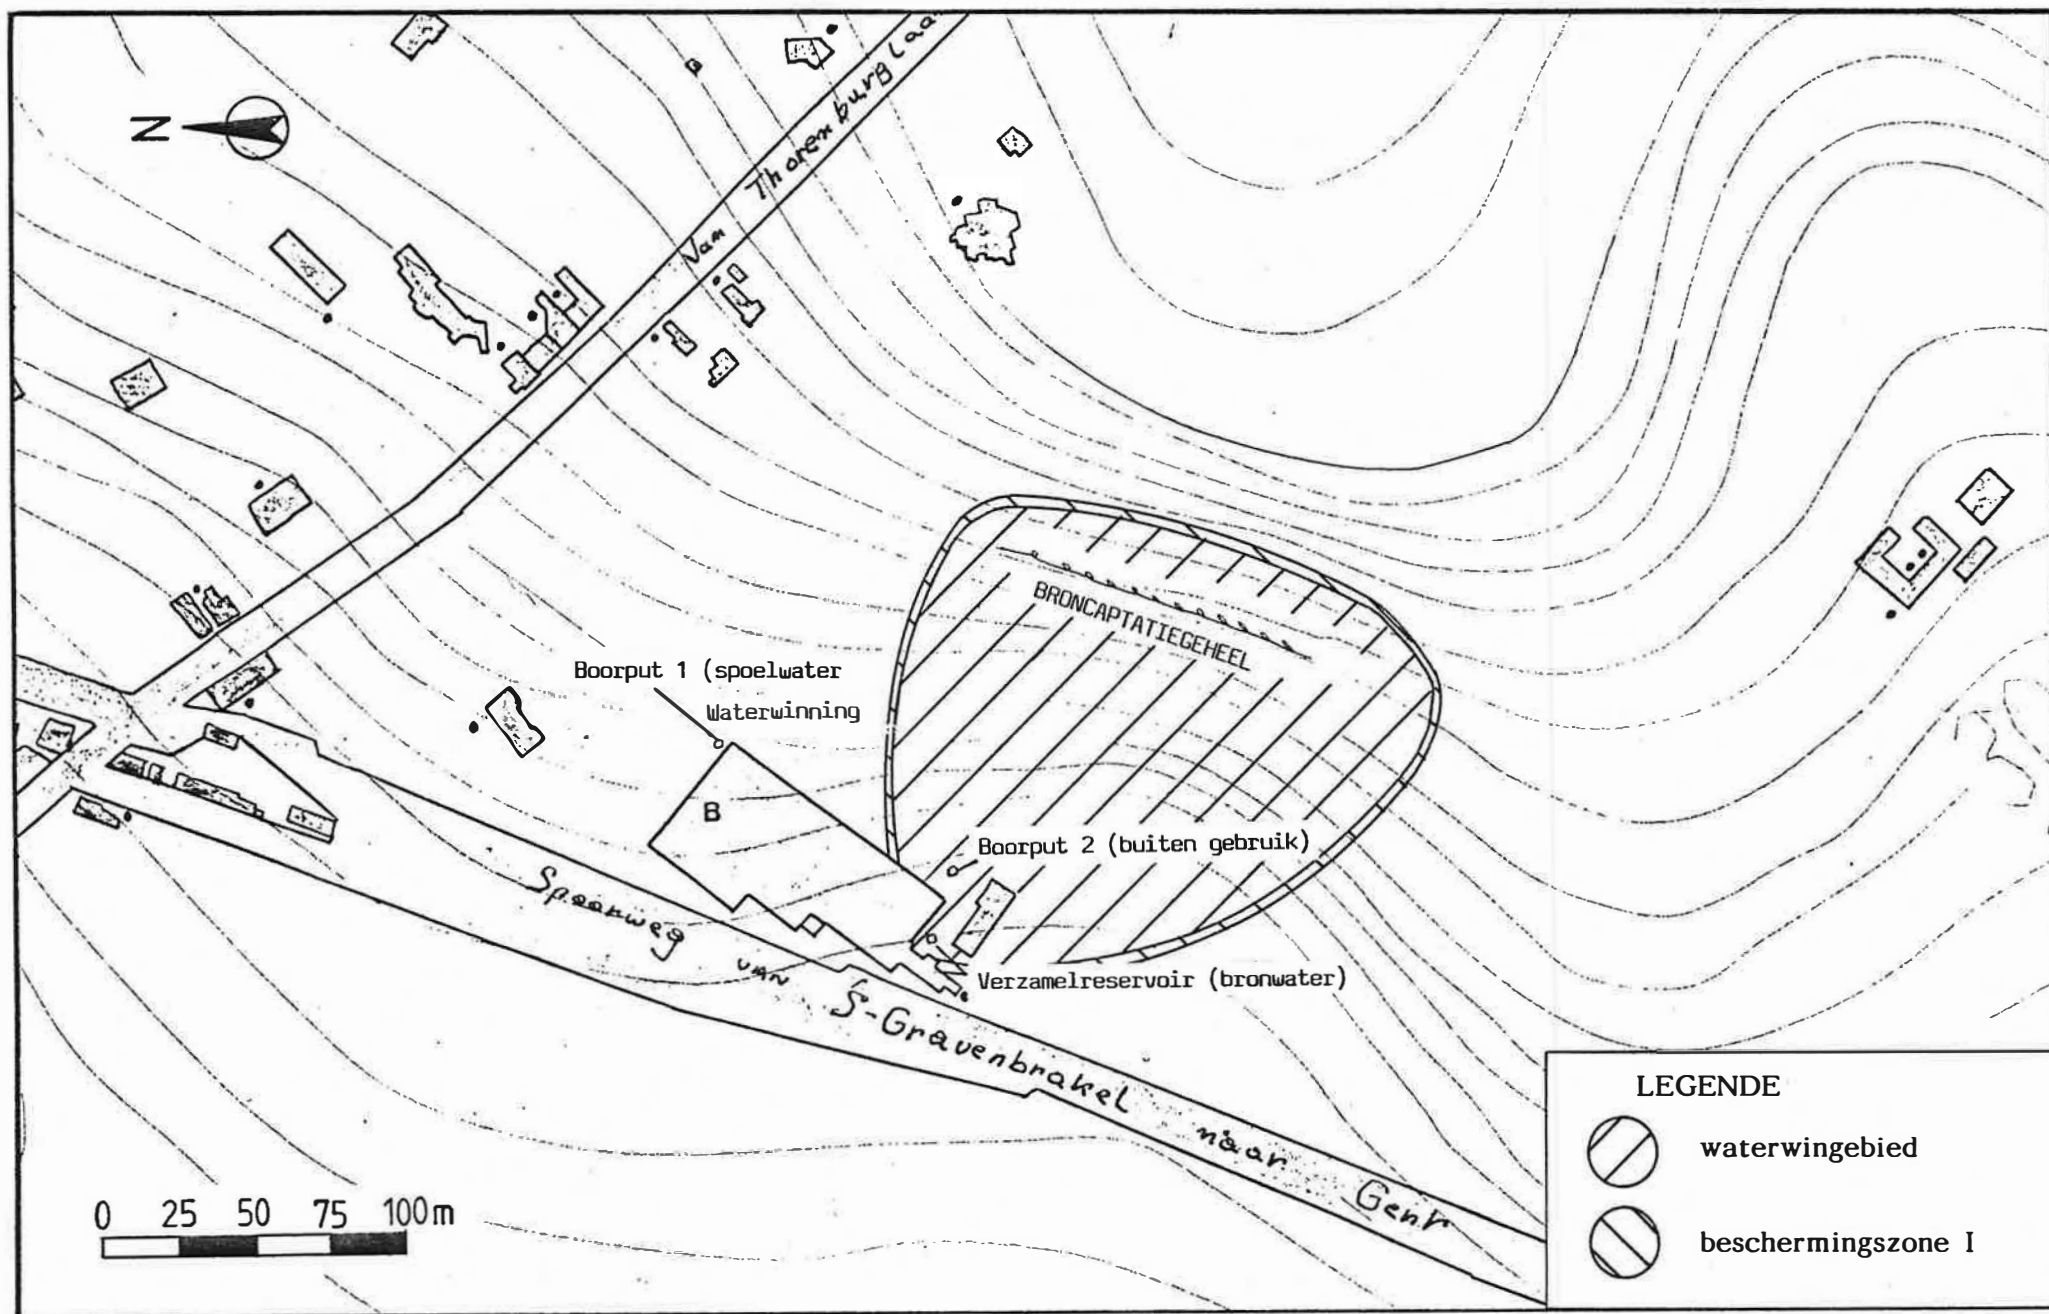 Van Thorenburglaa
N
BRONCAPTATIEGEHEEL
Boorput 1 (spoelwater
Waterwinning
B
Boorput 2 (buiten gebruik)
Verzamelreservoir (bronwater)
Spoorweg van 'S-Gravenbrakel naar Gent
0 25 50 75 100m
LEGENDE
waterwingebied
beschermingszone I